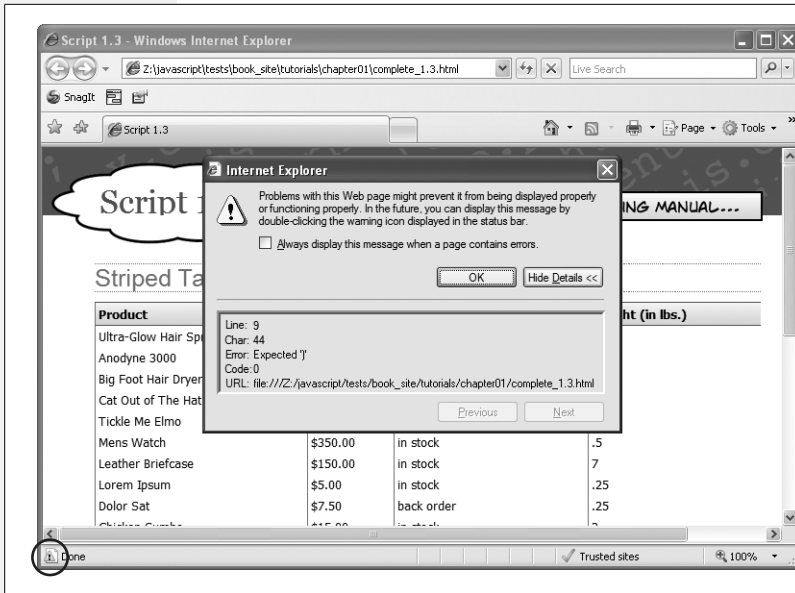 Script 1.3 - Windows Internet Explorer
Z:\javascript\tests\book_site\tutorials\chapter01\complete_1.3.html
Live Search
SnagIt
Script 1.3
Page
Tools
Script
ING MANUAL...
Internet Explorer
Problems with this Web page might prevent it from being displayed properly
or functioning properly. In the future, you can display this message by
double-clicking the warning icon displayed in the status bar.
Always display this message when a page contains errors.
OK
Hide Details <<
Line: 9
Char: 44
Error: Expected ')'
Code: 0
URL: file:///Z:/javascript/tests/book_site/tutorials/chapter01/complete_1.3.html
Previous
Next
Striped Ta
Product ht (in lbs.)
Ultra-Glow Hair Sp
Anodyne 3000
Big Foot Hair Dryer
Cat Out of The Hat
Tickle Me Elmo
Mens Watch $350.00 in stock .5
Leather Briefcase $150.00 in stock 7
Lorem Ipsum $5.00 in stock .25
Dolor Sat $7.50 back order .25
Done
Trusted sites
100%